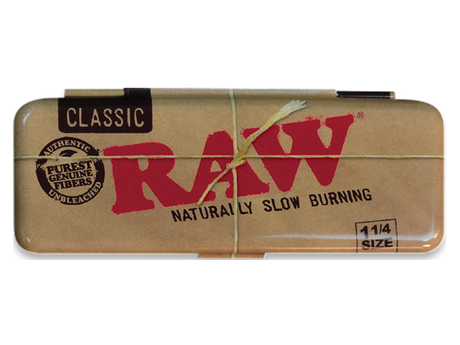 CLASSIC
RAW®
AUTHENTIC
PUREST
GENUINE
FIBERS
UNBLEACHED
NATURALLY SLOW BURNING
1 1/4
SIZE